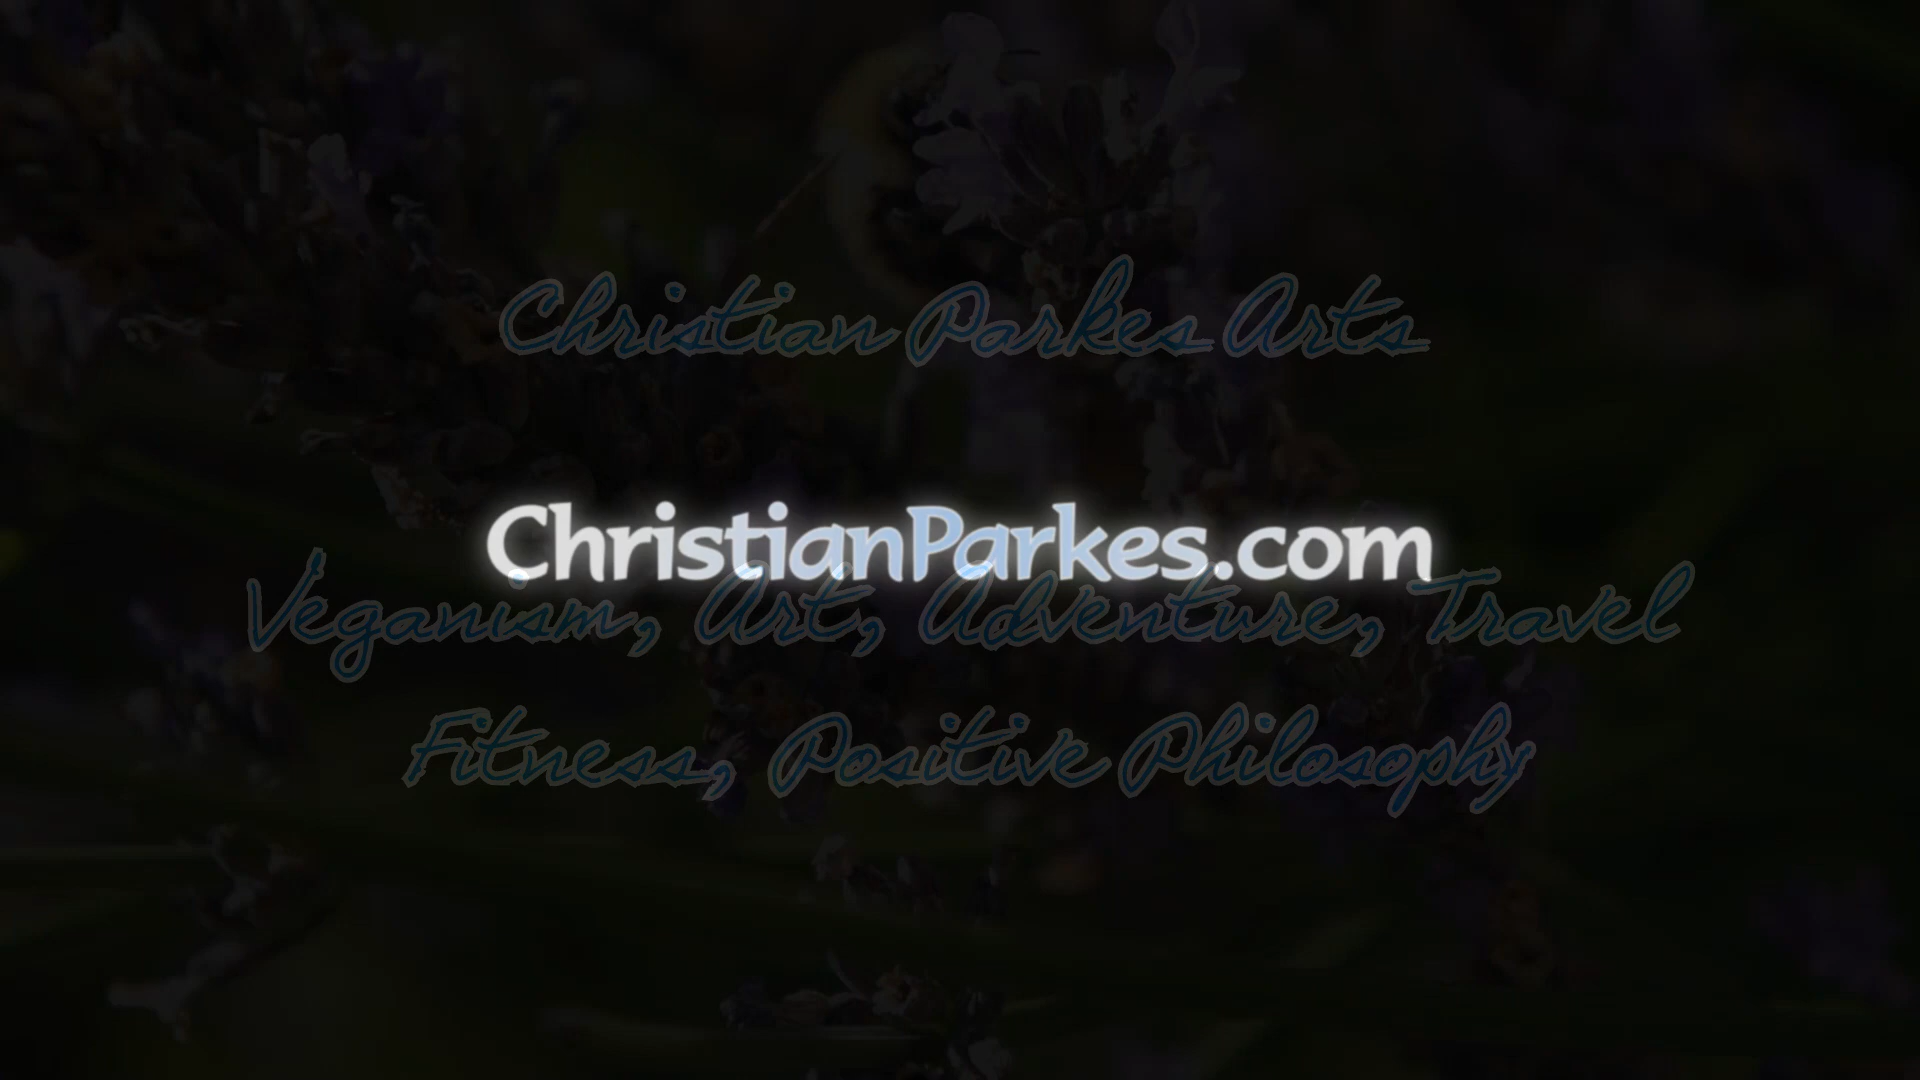 Christian Parkes Arts
ChristianParkes.com
Veganism, Art, Adventure, Travel
Fitness, Positive Philosophy